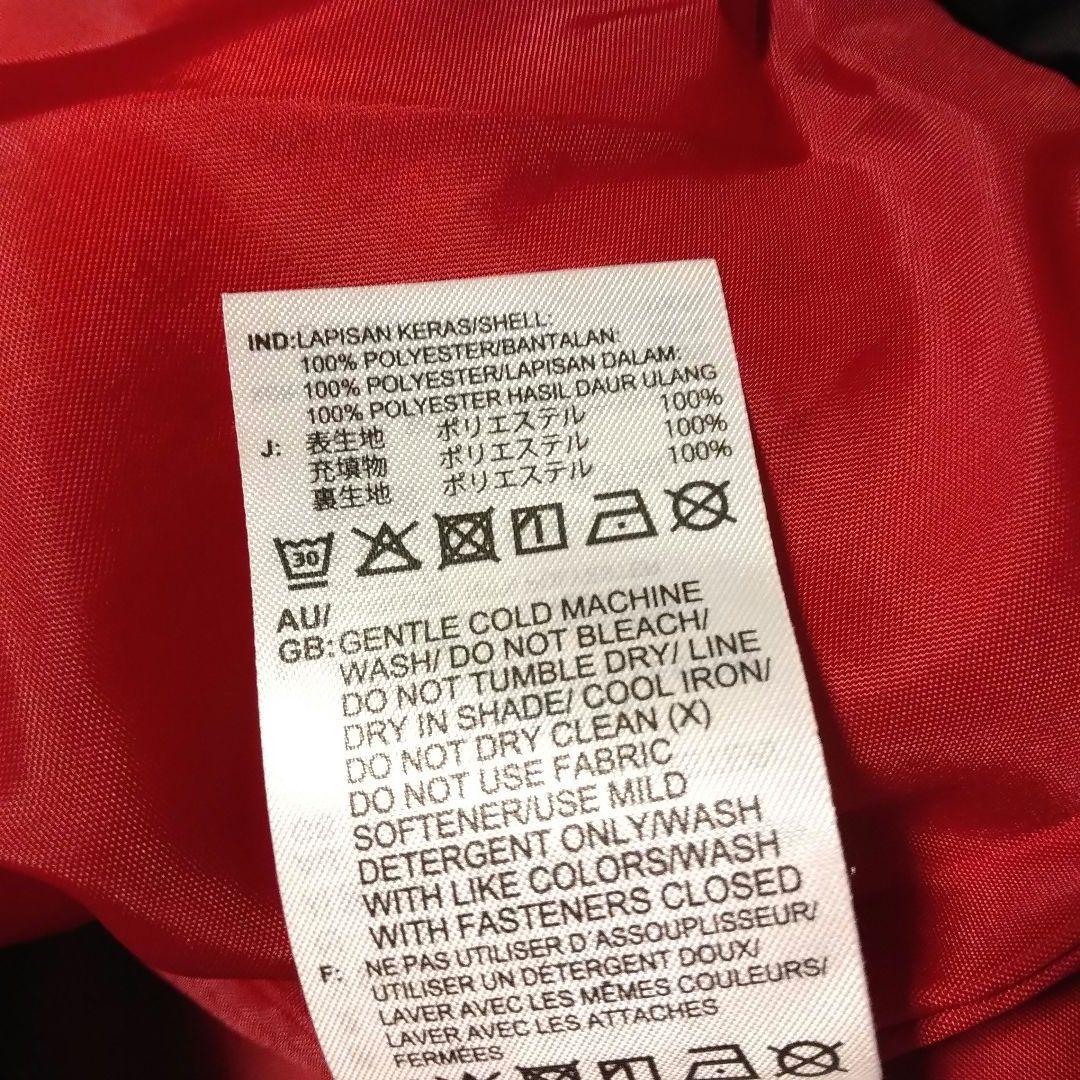 IND:LAPISAN KERAS/SHELL:
100% POLYESTER/BANTALAN:
100% POLYESTER/LAPISAN DALAM:
100% POLYESTER HASIL DAUR ULANG
J: 表生地 ポリエステル 100%
充填物 ポリエステル 100%
裏生地 ポリエステル 100%
30
AU/
GB: GENTLE COLD MACHINE
WASH/ DO NOT BLEACH/
DO NOT TUMBLE DRY/ LINE
DRY IN SHADE/ COOL IRON/
DO NOT DRY CLEAN (X)
DO NOT USE FABRIC
SOFTENER/USE MILD
DETERGENT ONLY/WASH
WITH LIKE COLORS/WASH
WITH FASTENERS CLOSED
F: NE PAS UTILISER D'ASSOUPLISSEUR/
UTILISER UN DÉTERGENT DOUX/
LAVER AVEC LES MÊMES COULEURS/
LAVER AVEC LES ATTACHES
FERMÉES